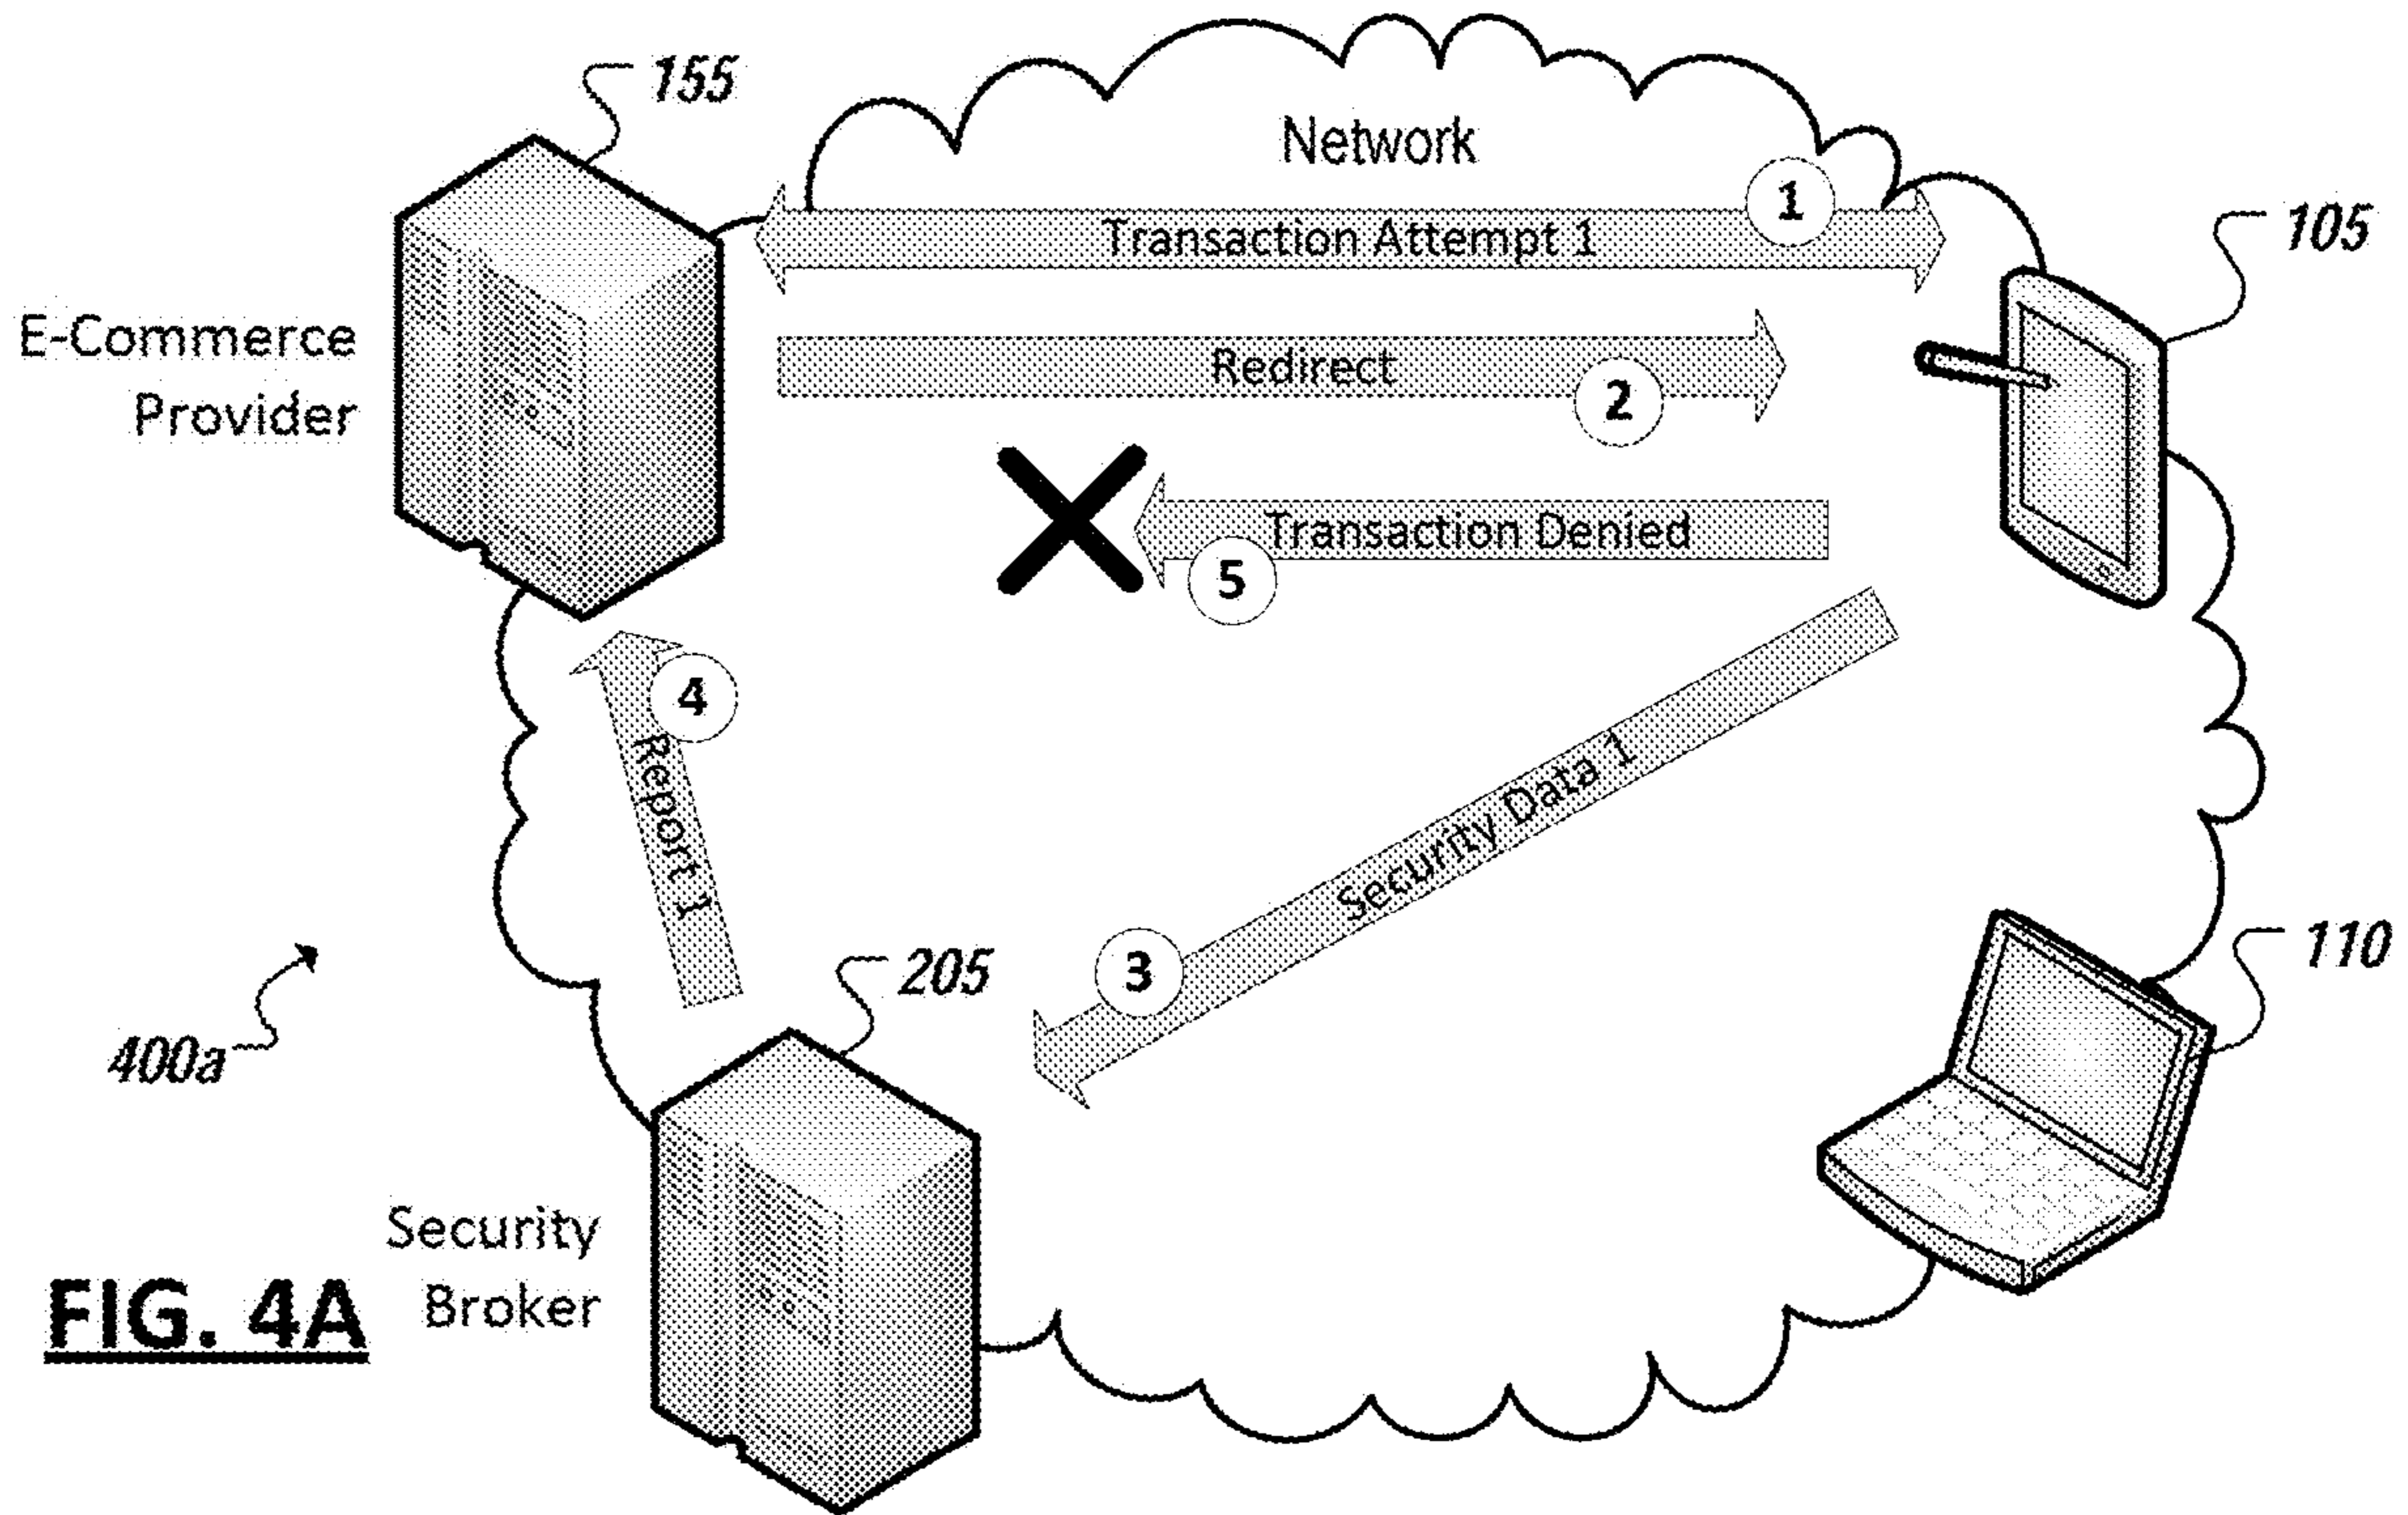 155
Network
1
Transaction Attempt 1
105
E-Commerce
Provider
Redirect
2
Transaction Denied
5
4
Report 1
Security Data 1
3
205
110
400a
Security
Broker
FIG. 4A